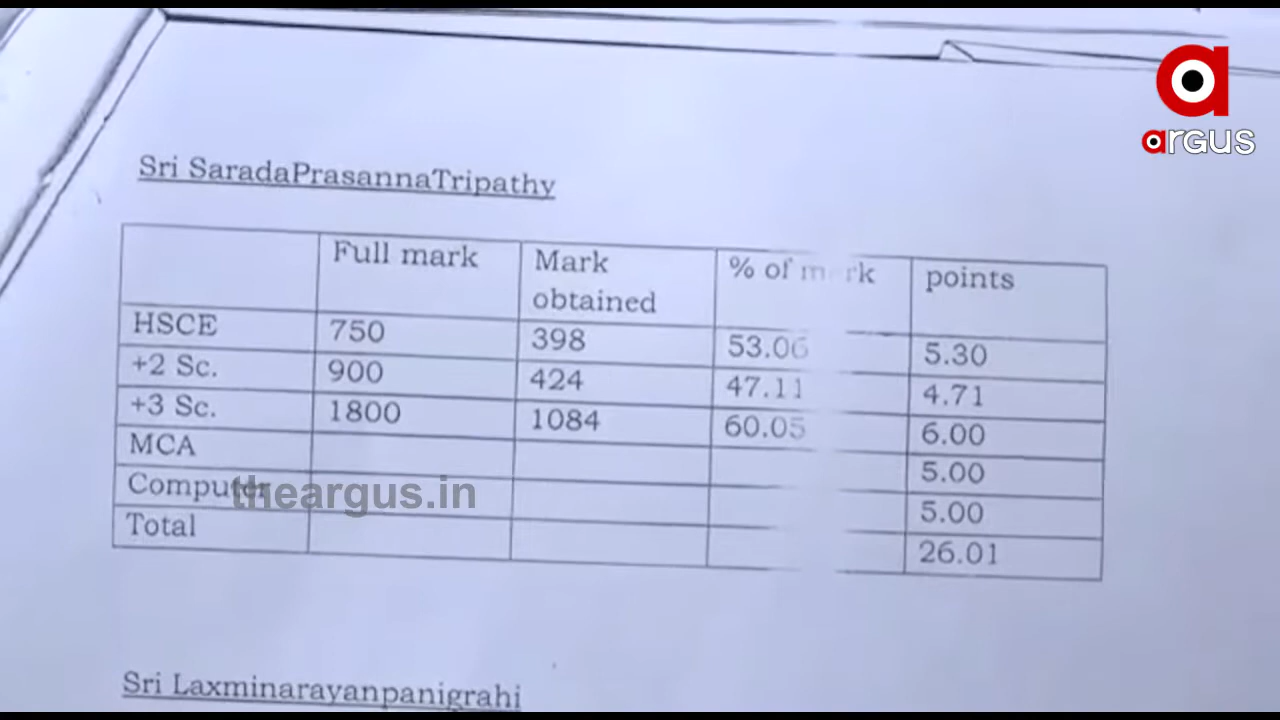 argus
Sri SaradaPrasannaTripathy
Full mark Mark obtained % of mark points
HSCE 750 398 53.06 5.30
+2 Sc. 900 424 47.11 4.71
+3 Sc. 1800 1084 60.05 6.00
MCA 5.00
Computer 5.00
theargus.in
Total 26.01
Sri Laxminarayanpanigrahi